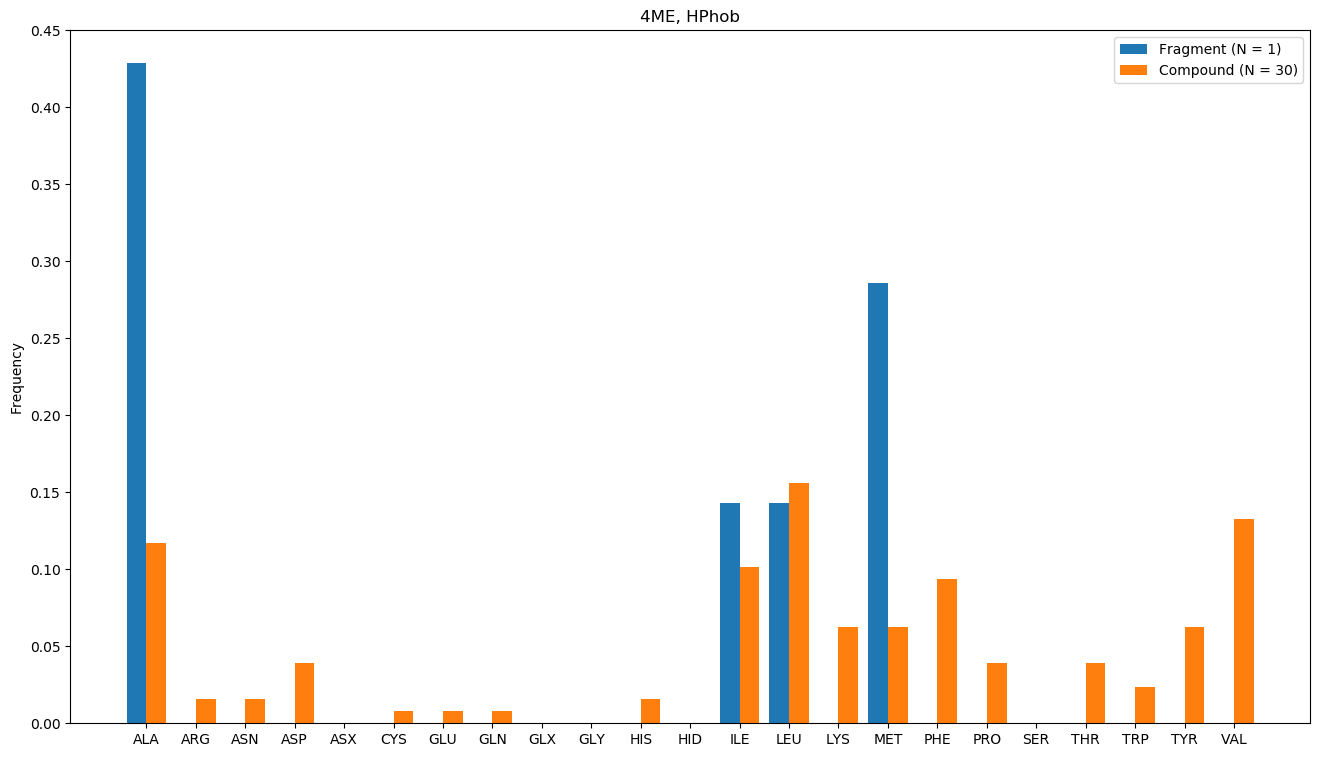 4ME, HPhob
Fragment (N = 1)
Compound (N = 30)
Frequency
0.45
0.40
0.35
0.30
0.25
0.20
0.15
0.10
0.05
0.00
ALA ARG ASN ASP ASX CYS GLU GLN GLX GLY HIS HID ILE LEU LYS MET PHE PRO SER THR TRP TYR VAL